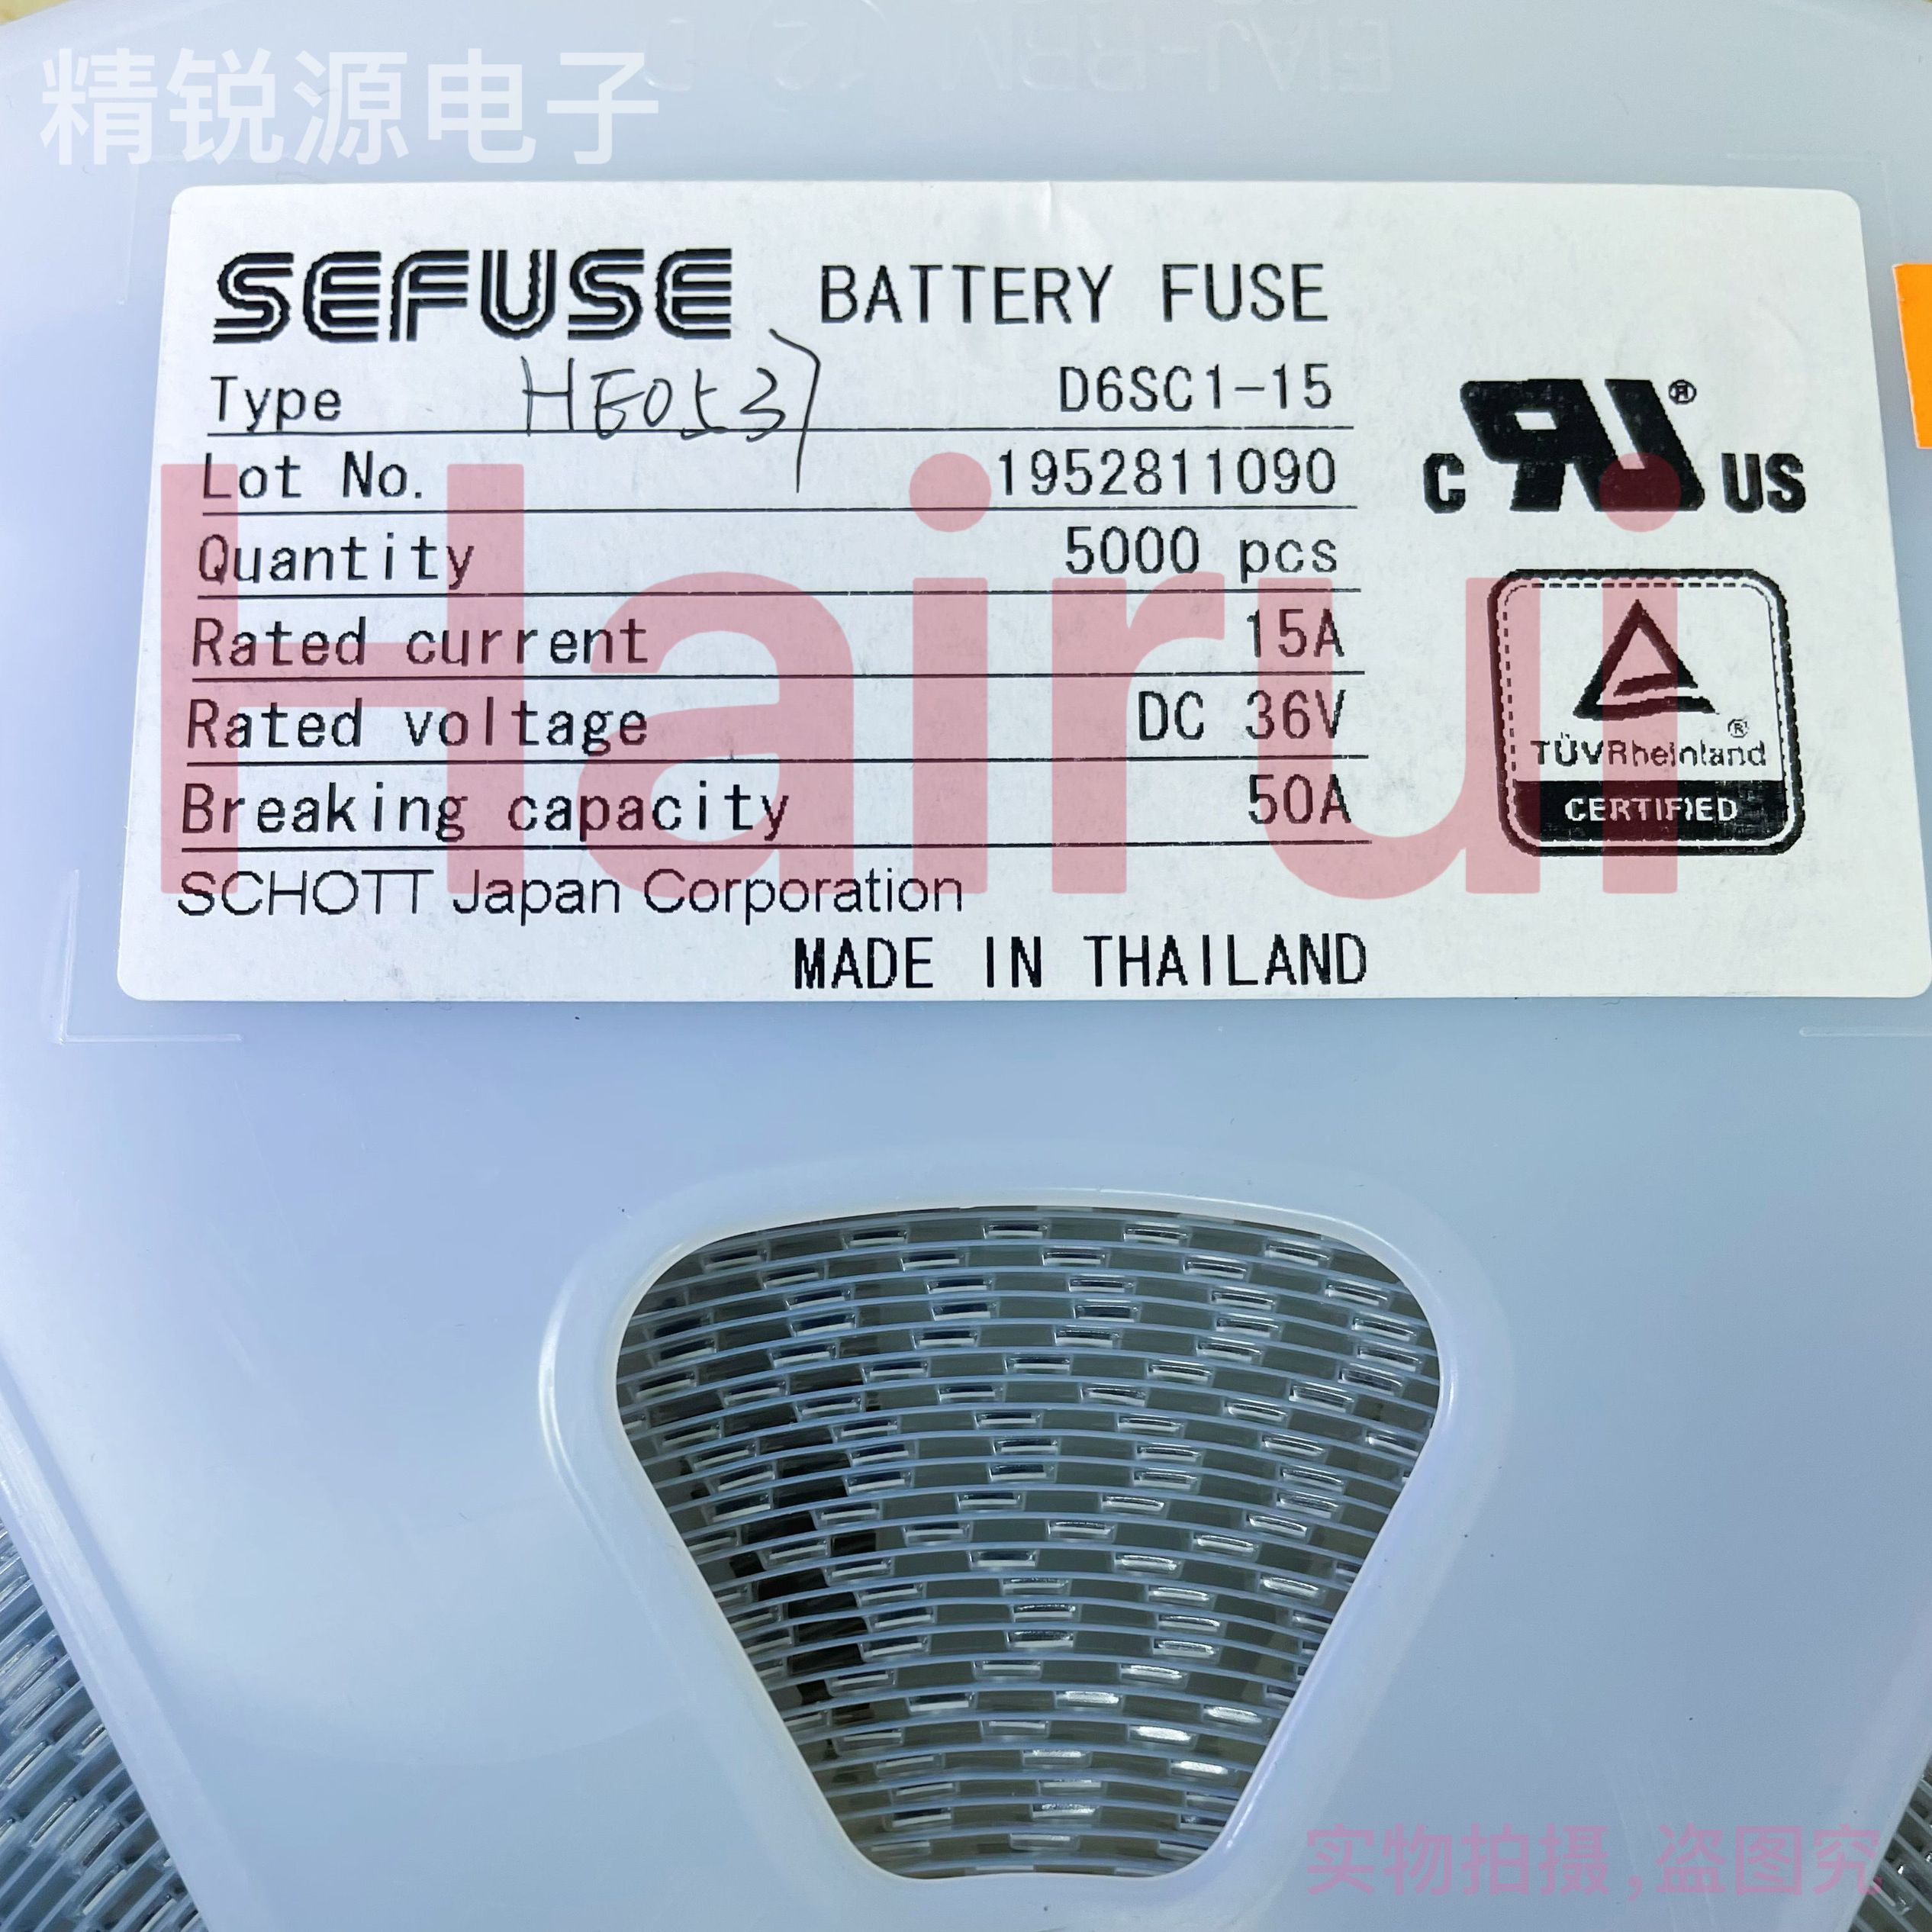 精锐源电子
SEFUSE BATTERY FUSE
Type HE0537 D6SC1-15
Lot No. 1952811090
Quantity 5000 pcs
Rated current 15A
Rated voltage DC 36V
Breaking capacity 50A
SCHOTT Japan Corporation
MADE IN THAILAND
C RU® US
TÜVRheinland®
CERTIFIED
Hairui
实物拍摄,盗图究